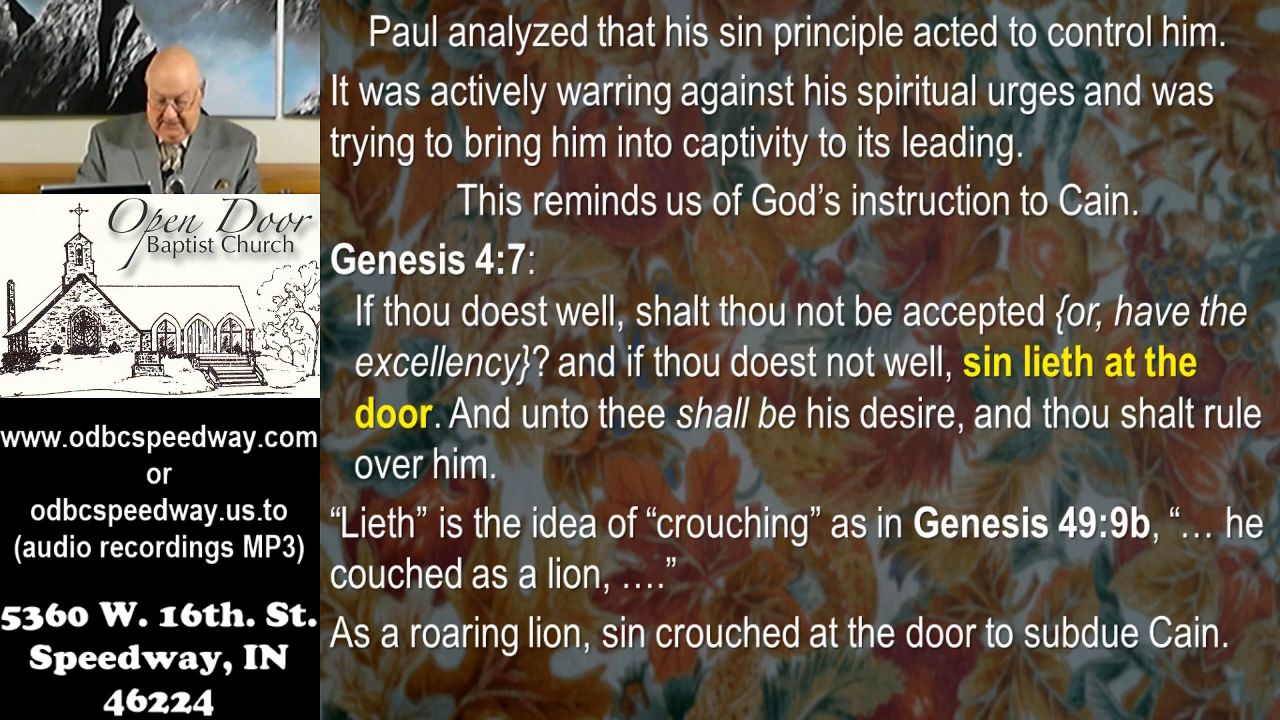 Paul analyzed that his sin principle acted to control him.
It was actively warring against his spiritual urges and was
trying to bring him into captivity to its leading.
This reminds us of God’s instruction to Cain.
Genesis 4:7:
If thou doest well, shalt thou not be accepted {or, have the
excellency}? and if thou doest not well, sin lieth at the
door. And unto thee shall be his desire, and thou shalt rule
over him.
“Lieth” is the idea of “crouching” as in Genesis 49:9b, “… he
couched as a lion, ….”
As a roaring lion, sin crouched at the door to subdue Cain.
Open Door
Baptist Church
www.odbcspeedway.com
or
odbcspeedway.us.to
(audio recordings MP3)
5360 W. 16th. St.
Speedway, IN
46224